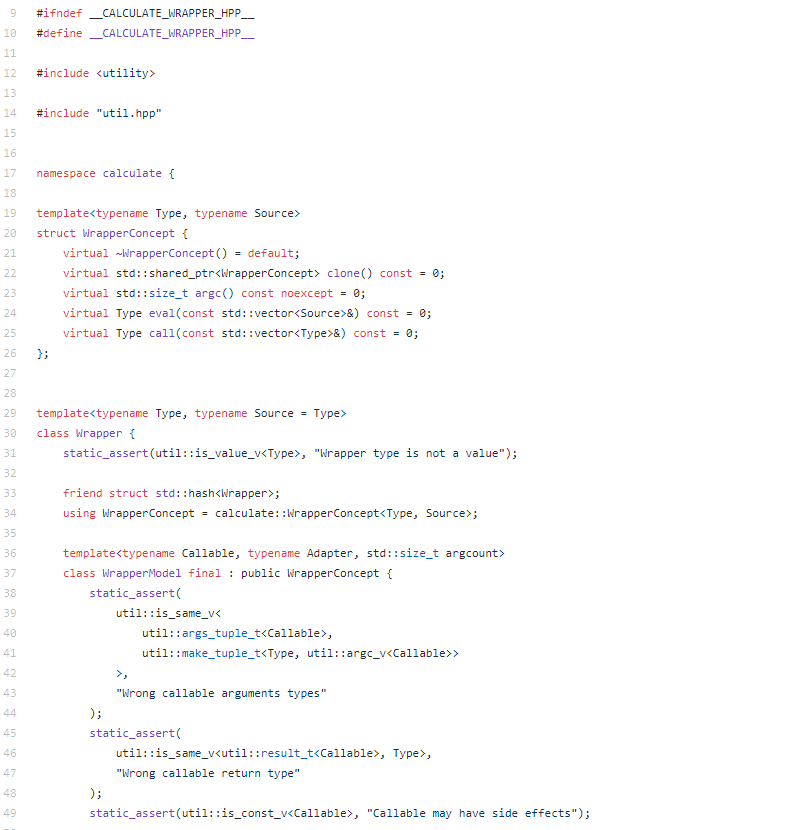 9 #ifndef __CALCULATE_WRAPPER_HPP__
10 #define __CALCULATE_WRAPPER_HPP__
11
12 #include <utility>
13
14 #include "util.hpp"
15
16
17 namespace calculate {
18
19 template<typename Type, typename Source>
20 struct WrapperConcept {
21     virtual ~WrapperConcept() = default;
22     virtual std::shared_ptr<WrapperConcept> clone() const = 0;
23     virtual std::size_t argc() const noexcept = 0;
24     virtual Type eval(const std::vector<Source>&) const = 0;
25     virtual Type call(const std::vector<Type>&) const = 0;
26 };
27
28
29 template<typename Type, typename Source = Type>
30 class Wrapper {
31     static_assert(util::is_value_v<Type>, "Wrapper type is not a value");
32
33     friend struct std::hash<Wrapper>;
34     using WrapperConcept = calculate::WrapperConcept<Type, Source>;
35
36     template<typename Callable, typename Adapter, std::size_t argcount>
37     class WrapperModel final : public WrapperConcept {
38         static_assert(
39             util::is_same_v<
40                 util::args_tuple_t<Callable>,
41                 util::make_tuple_t<Type, util::argc_v<Callable>>
42             >,
43             "Wrong callable arguments types"
44         );
45         static_assert(
46             util::is_same_v<util::result_t<Callable>, Type>,
47             "Wrong callable return type"
48         );
49         static_assert(util::is_const_v<Callable>, "Callable may have side effects");